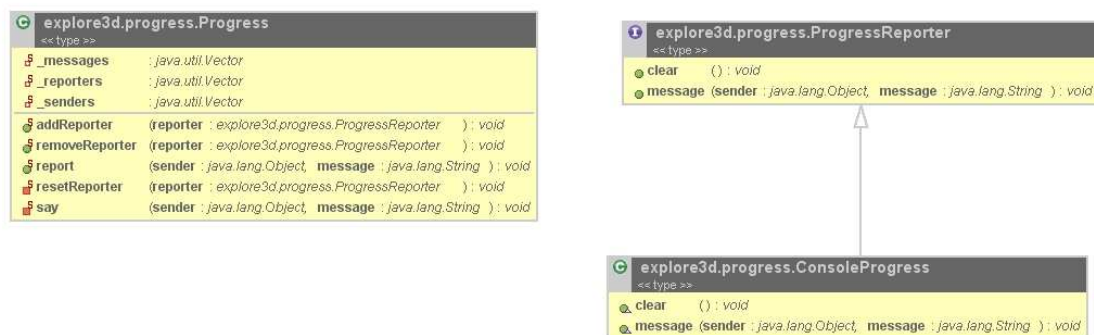 C explore3d.progress.Progress
<< type >>
_messages : java.util.Vector
_reporters : java.util.Vector
_senders : java.util.Vector
addReporter (reporter : explore3d.progress.ProgressReporter ) : void
removeReporter (reporter : explore3d.progress.ProgressReporter ) : void
report (sender : java.lang.Object, message : java.lang.String ) : void
resetReporter (reporter : explore3d.progress.ProgressReporter ) : void
say (sender : java.lang.Object, message : java.lang.String ) : void
I explore3d.progress.ProgressReporter
<< type >>
clear () : void
message (sender : java.lang.Object, message : java.lang.String ) : void
C explore3d.progress.ConsoleProgress
<< type >>
clear () : void
message (sender : java.lang.Object, message : java.lang.String ) : void